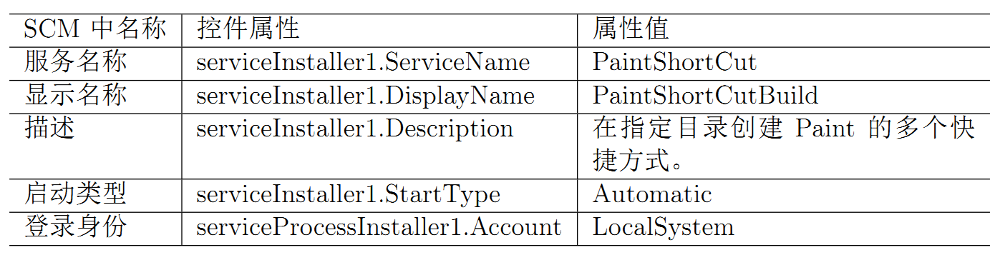 SCM 中名称 控件属性 属性值
服务名称 serviceInstaller1.ServiceName PaintShortCut
显示名称 serviceInstaller1.DisplayName PaintShortCutBuild
描述 serviceInstaller1.Description 在指定目录创建 Paint 的多个快
捷方式。
启动类型 serviceInstaller1.StartType Automatic
登录身份 serviceProcessInstaller1.Account LocalSystem